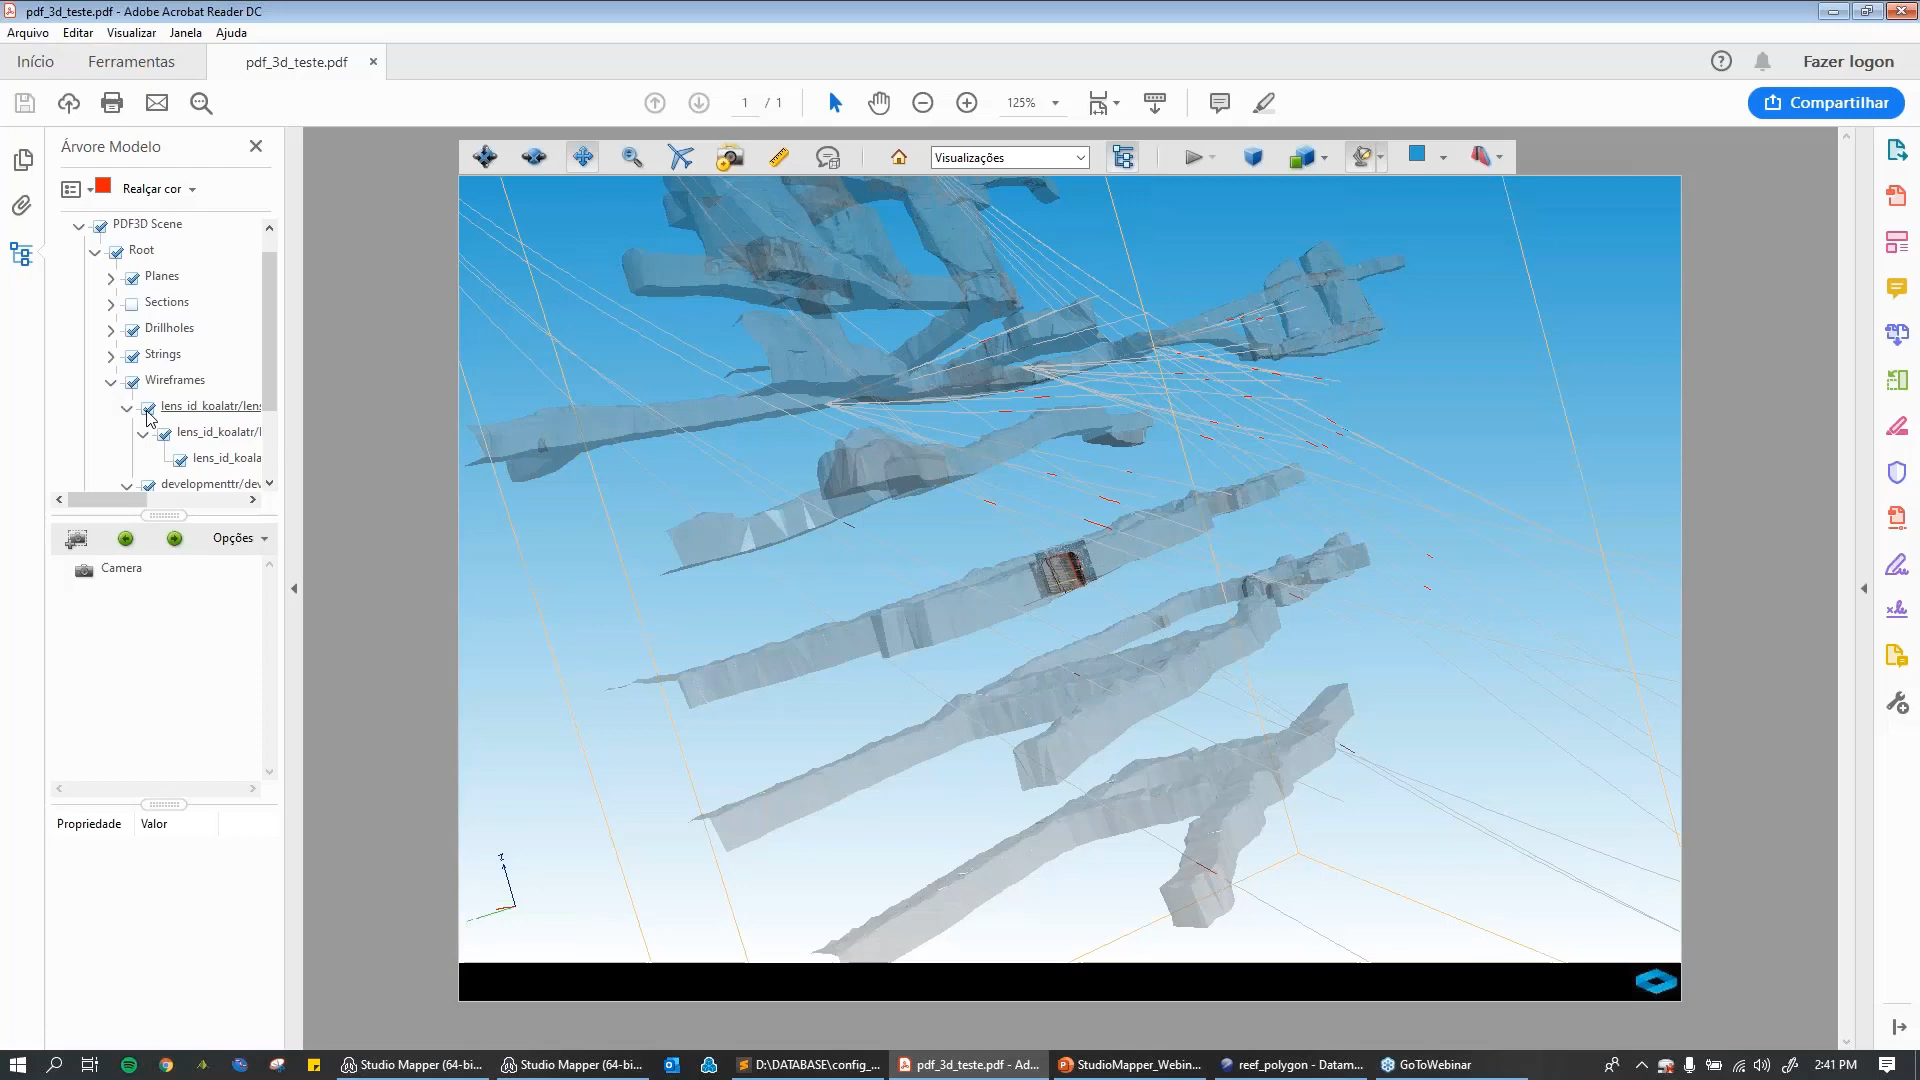 pdf_3d_teste.pdf - Adobe Acrobat Reader DC
Arquivo Editar Visualizar Janela Ajuda
Início Ferramentas pdf_3d_teste.pdf × Fazer logon
1 / 1 125% Compartilhar
Árvore Modelo
Visualizações
Realçar cor
PDF3D Scene
Root
Planes
Sections
Drillholes
Strings
Wireframes
lens_id_koalatr/lens
lens_id_koalatr/l
lens_id_koala
developmenttr/dev
Opções
Camera
Propriedade Valor
Z
Studio Mapper (64-bi... Studio Mapper (64-bi... D:\DATABASE\config_... pdf_3d_teste.pdf - Ad... StudioMapper_Webin... reef_polygon - Datam... GoToWebinar 2:41 PM